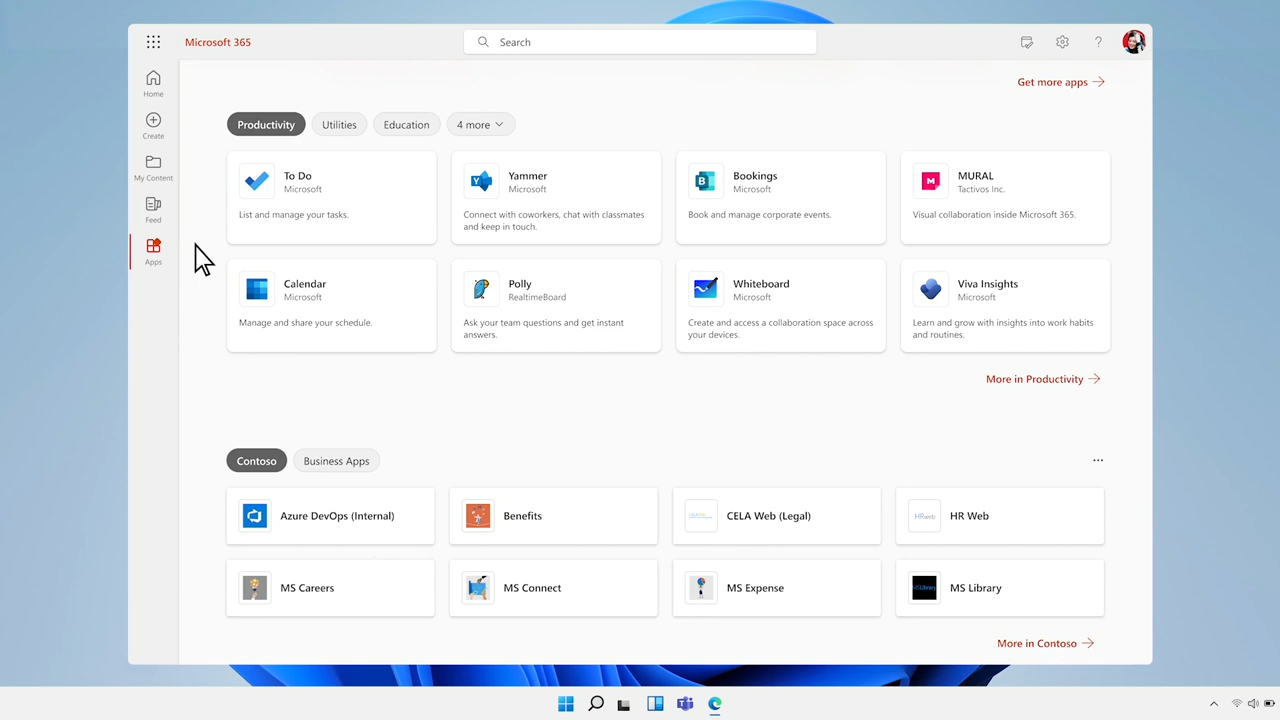 Microsoft 365
Search
Home
Create
My Content
Feed
Apps
Get more apps
Productivity
Utilities
Education
4 more
To Do
Microsoft
List and manage your tasks.
Yammer
Microsoft
Connect with coworkers, chat with classmates
and keep in touch.
Bookings
Microsoft
Book and manage corporate events.
MURAL
Tactivos Inc.
Visual collaboration inside Microsoft 365.
Calendar
Microsoft
Manage and share your schedule.
Polly
RealtimeBoard
Ask your team questions and get instant
answers.
Whiteboard
Microsoft
Create and access a collaboration space across
your devices.
Viva Insights
Microsoft
Learn and grow with insights into work habits
and routines.
More in Productivity
Contoso
Business Apps
Azure DevOps (Internal)
Benefits
CELA Web (Legal)
HRweb
HR Web
MS Careers
MS Connect
MS Expense
MSLibrary
MS Library
More in Contoso